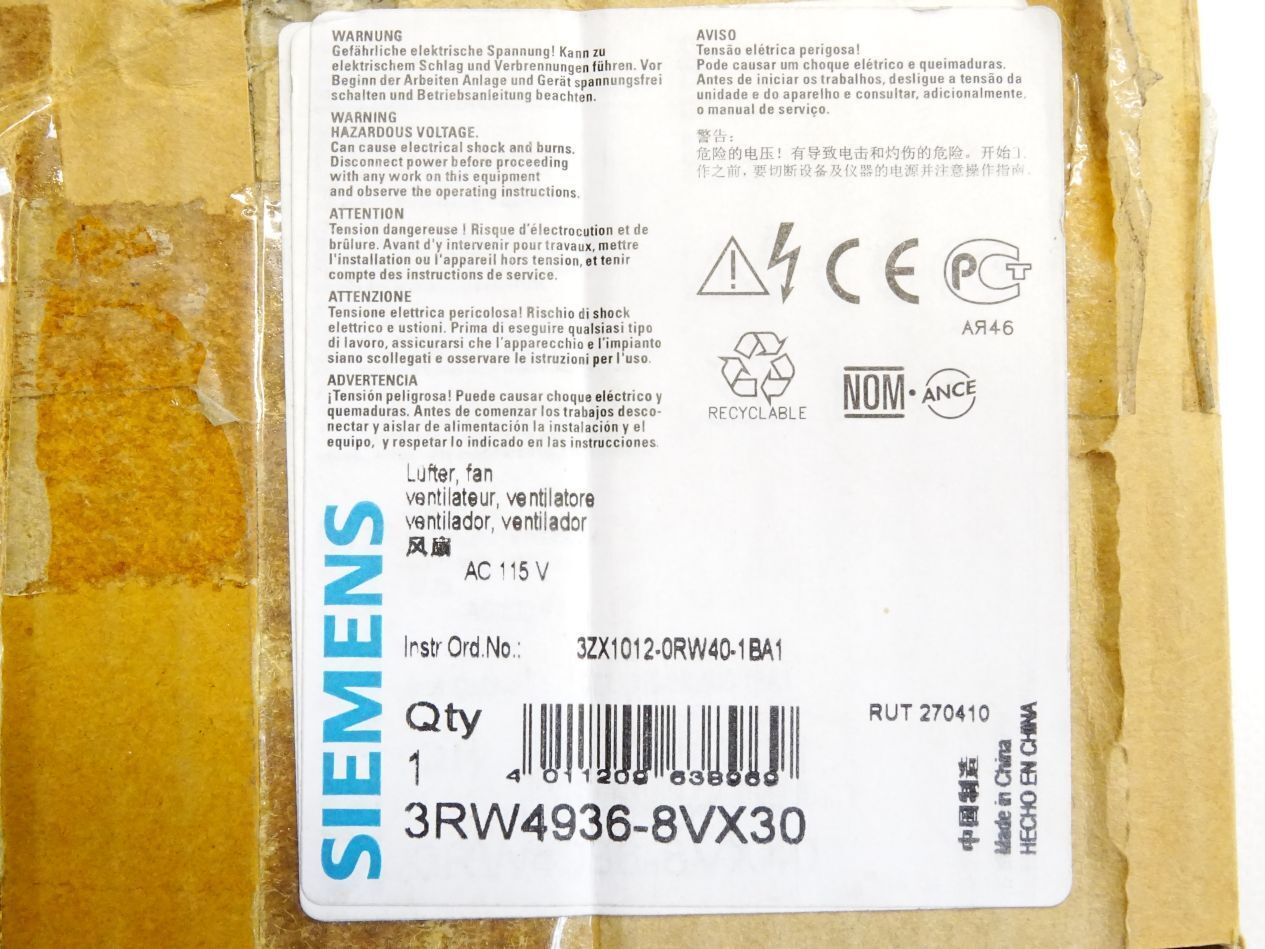 WARNUNG
Gefährliche elektrische Spannung! Kann zu
elektrischem Schlag und Verbrennungen führen. Vor
Beginn der Arbeiten Anlage und Gerät spannungsfrei
schalten und Betriebsanleitung beachten.
WARNING
HAZARDOUS VOLTAGE.
Can cause electrical shock and burns.
Disconnect power before proceeding
with any work on this equipment
and observe the operating instructions.
ATTENTION
Tension dangereuse ! Risque d'électrocution et de
brûlure. Avant d'y intervenir pour travaux, mettre
l'installation ou l'appareil hors tension, et tenir
compte des instructions de service.
ATTENZIONE
Tensione elettrica pericolosa! Rischio di shock
elettrico e ustioni. Prima di eseguire qualsiasi tipo
di lavoro, assicurarsi che l'apparecchio e l'impianto
siano scollegati e osservare le istruzioni per l'uso.
ADVERTENCIA
¡Tensión peligrosa! Puede causar choque eléctrico y
quemaduras. Antes de comenzar los trabajos desco-
nectar y aislar de alimentación la instalación y el
equipo, y respetar lo indicado en las instrucciones.
AVISO
Tensão elétrica perigosa!
Pode causar um choque elétrico e queimaduras.
Antes de iniciar os trabalhos, desligue a tensão da
unidade e do aparelho e consultar, adicionalmente,
o manual de serviço.
警告:
危险的电压！有导致电击和灼伤的危险。开始工
作之前，要切断设备及仪器的电源并注意操作指南.
CE
РСТ
АЯ46
RECYCLABLE
NOM·ANCE
SIEMENS
Lüfter, fan
ventilateur, ventilatore
ventilador, ventilador
风扇
AC 115 V
Instr Ord.No.: 3ZX1012-0RW40-1BA1
Qty
1
4 011209 638969
3RW4936-8VX30
RUT 270410
中国制造
Made in China
HECHO EN CHINA